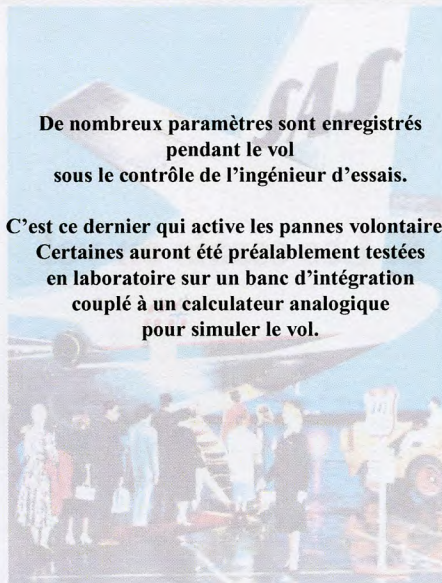 SAS
De nombreux paramètres sont enregistrés
pendant le vol
sous le contrôle de l'ingénieur d'essais.
C'est ce dernier qui active les pannes volontaire
Certaines auront été préalablement testées
en laboratoire sur un banc d'intégration
couplé à un calculateur analogique
pour simuler le vol.